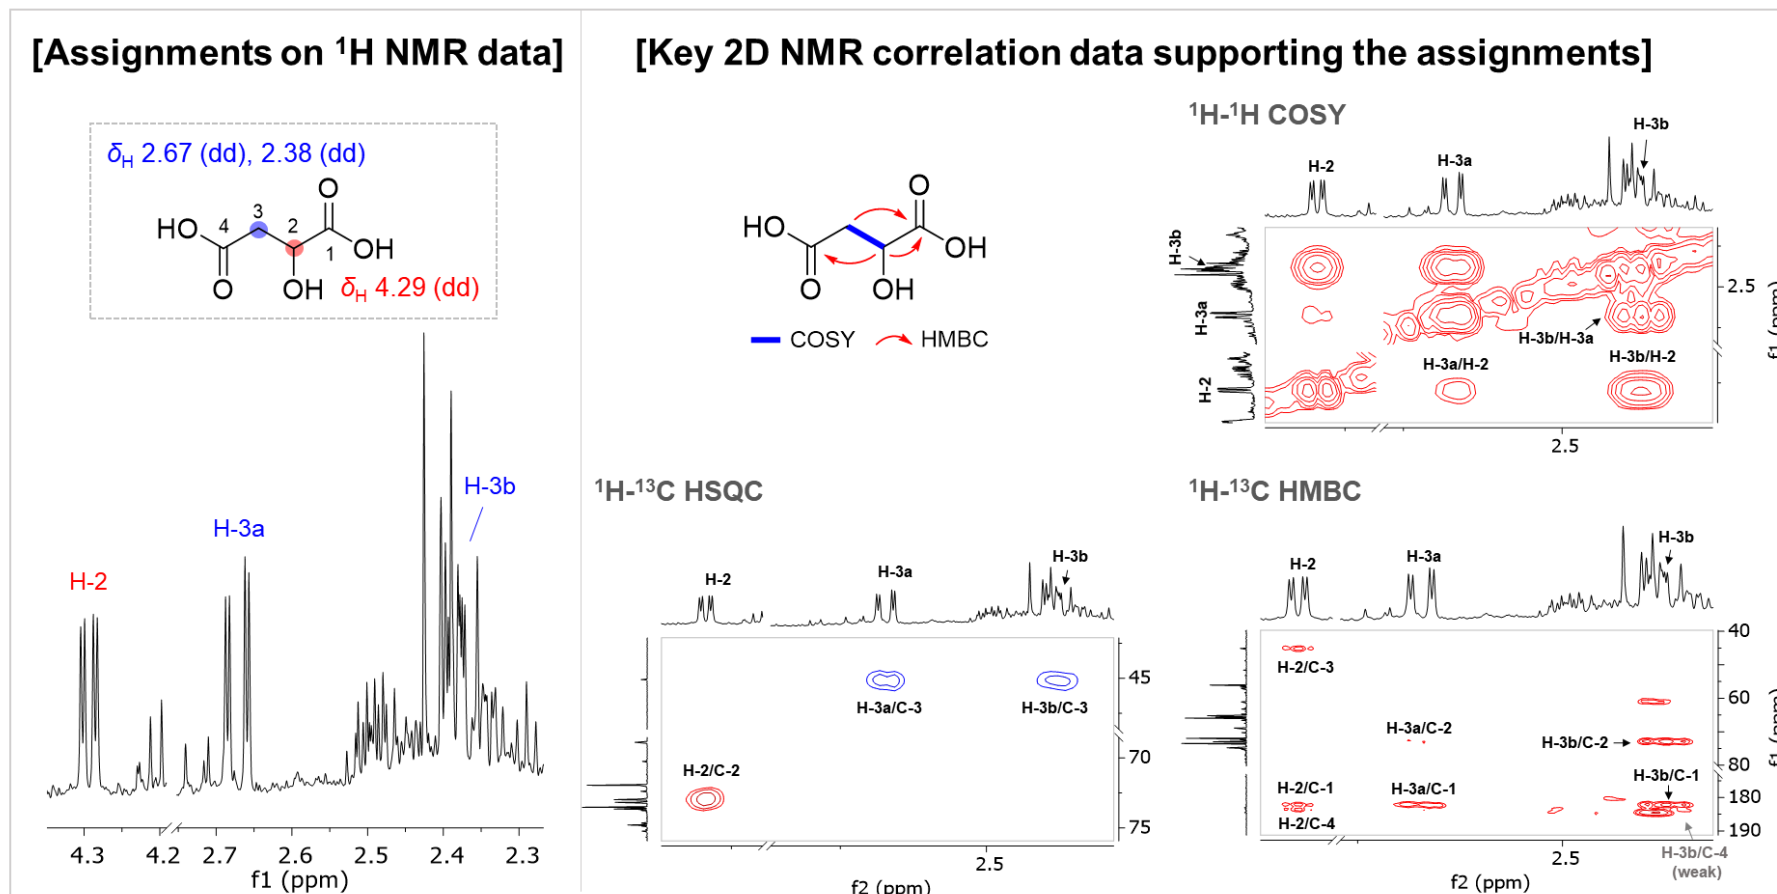 [Assignments on ¹H NMR data]
δH 2.67 (dd), 2.38 (dd)
O
HO 4 3 2 1 OH
O OH
δH 4.29 (dd)
H-2
H-3a
H-3b
4.3 4.2 2.7 2.6 2.5 2.4 2.3
f1 (ppm)
[Key 2D NMR correlation data supporting the assignments]
O
HO OH
O OH
COSY HMBC
¹H-¹H COSY
H-2 H-3a H-3b
H-3b
H-3a
H-2
H-3b/H-3a
H-3a/H-2 H-3b/H-2
2.5
f1 (ppm)
2.5
¹H-¹³C HSQC
H-2 H-3a H-3b
H-3a/C-3 H-3b/C-3
H-2/C-2
45
70
75
2.5
f2 (ppm)
¹H-¹³C HMBC
H-2 H-3a H-3b
H-2/C-3
H-3a/C-2 H-3b/C-2
H-3b/C-1
H-2/C-1 H-3a/C-1
H-2/C-4
H-3b/C-4
(weak)
40
60
80
180
190
f1 (ppm)
2.5
f2 (ppm)